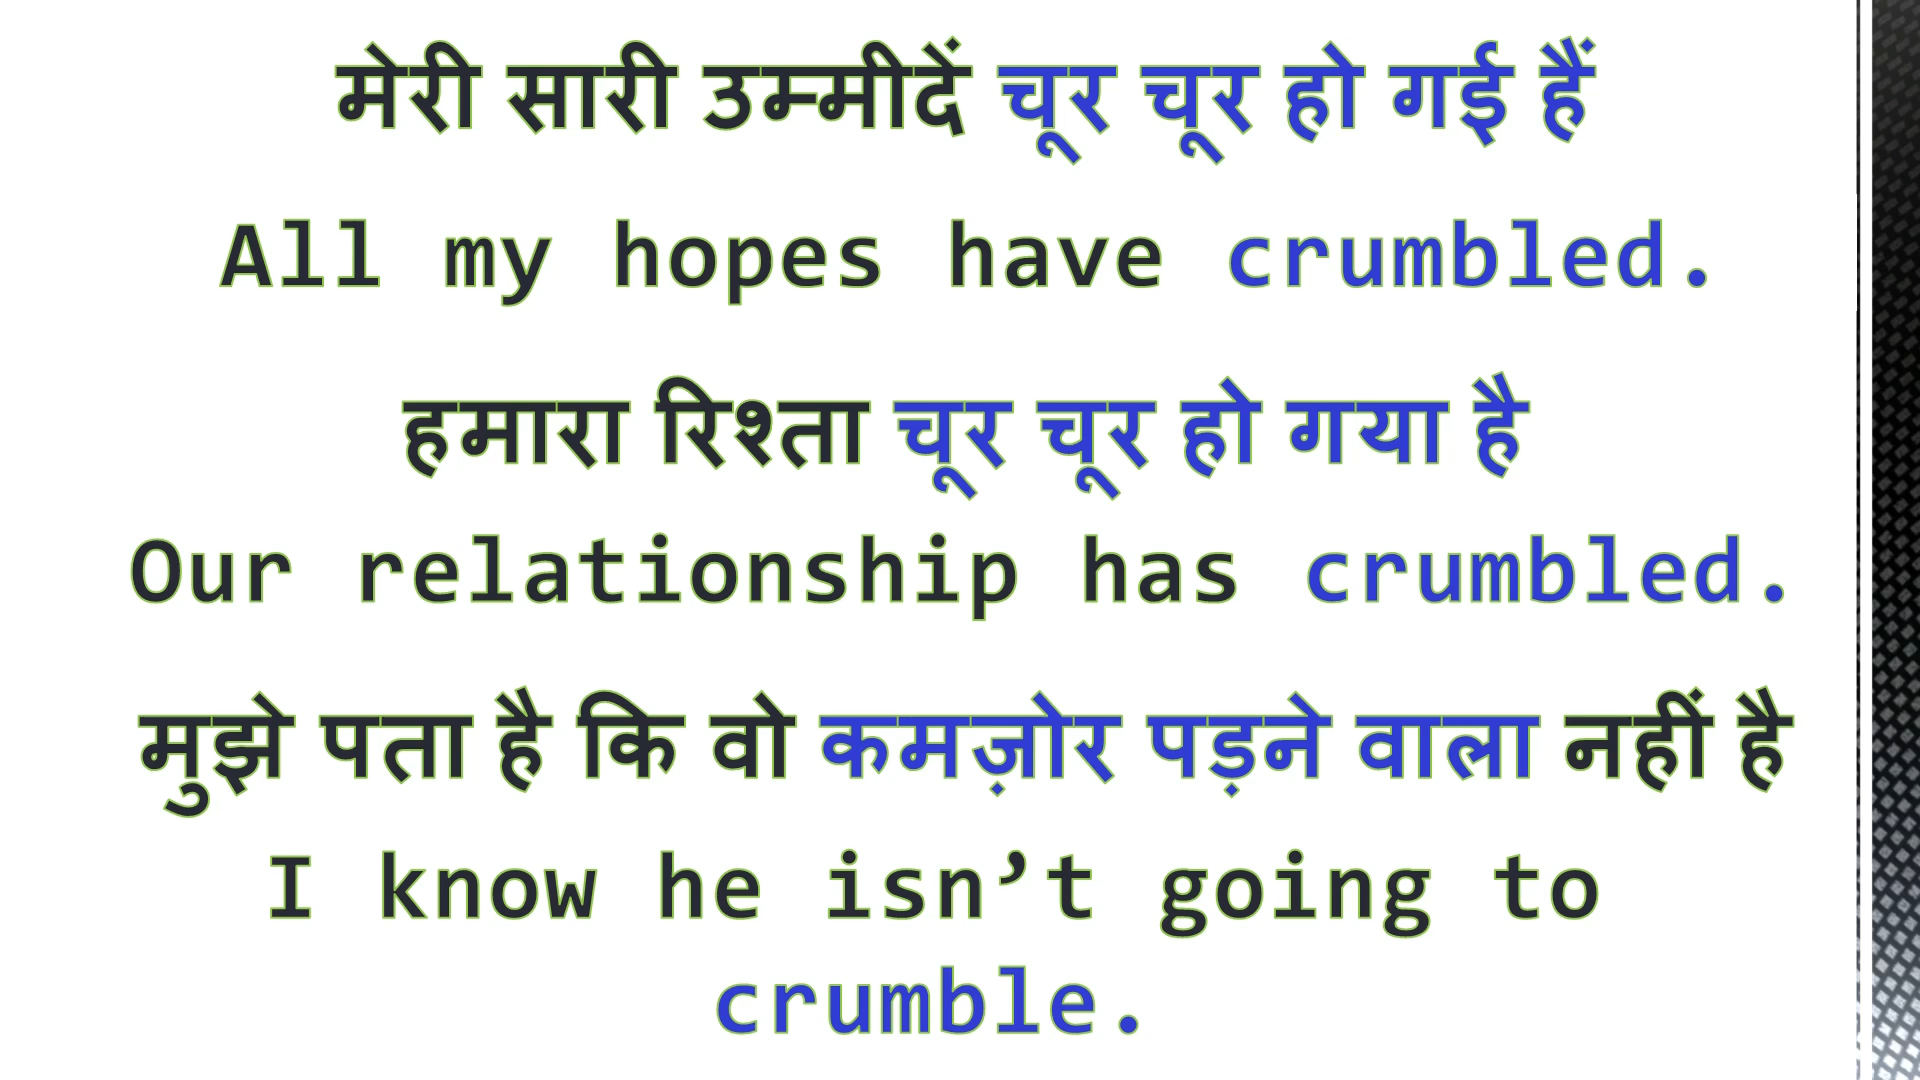 मेरी सारी उम्मीदें चूर चूर हो गई हैं
All my hopes have crumbled.
हमारा रिश्ता चूर चूर हो गया है
Our relationship has crumbled.
मुझे पता है कि वो कमज़ोर पड़ने वाला नहीं है
I know he isn’t going to
crumble.